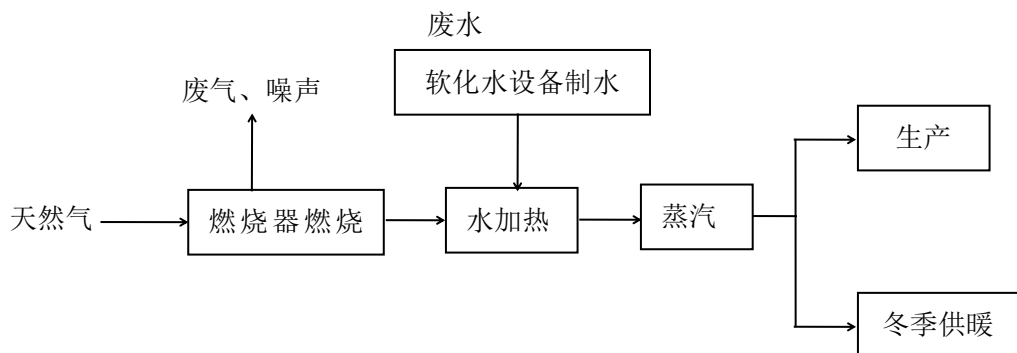 废水
软化水设备制水
废气、噪声
生产
天然气
燃烧器燃烧
水加热
蒸汽
冬季供暖